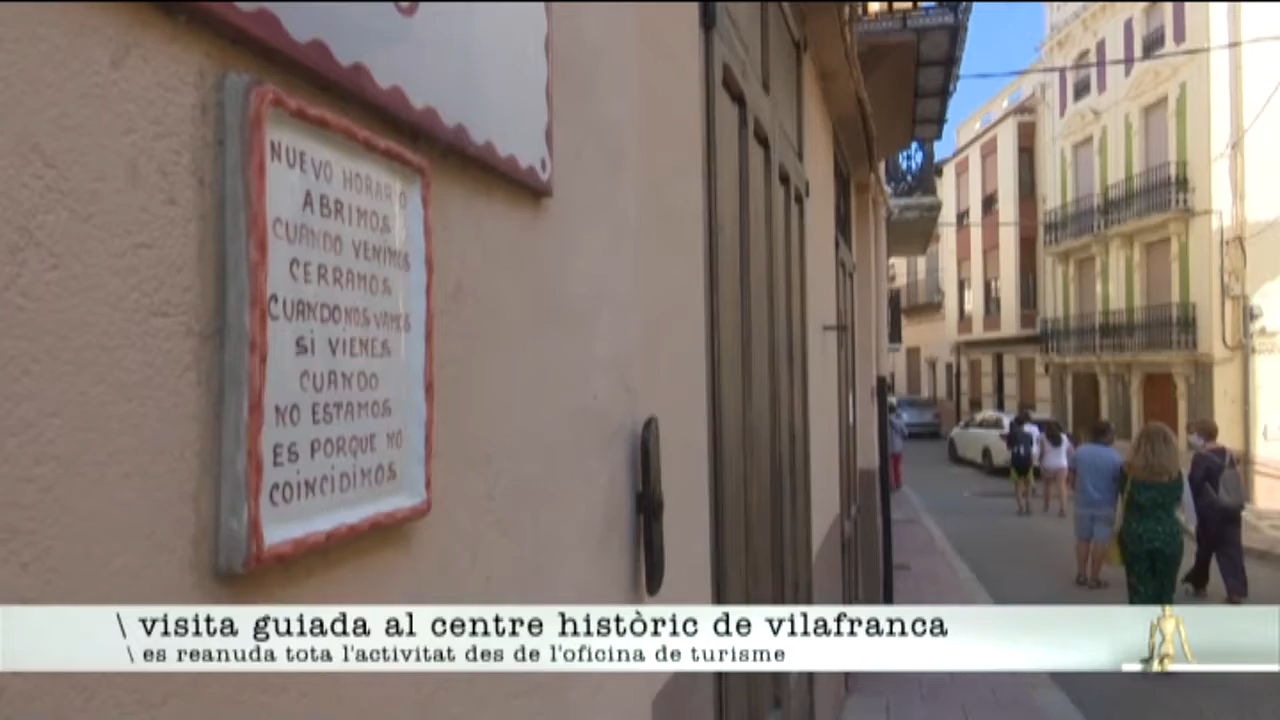 NUEVO HORARIO
ABRIMOS
CUANDO VENIMOS
CERRAMOS
CUANDO NOS VAMOS
Si VIENES
CUANDO
NO ESTAMOS
ES PORQUE NO
COiNCiDiMOS
\ visita guiada al centre històric de vilafranca
\ es reanuda tota l'activitat des de l'oficina de turisme